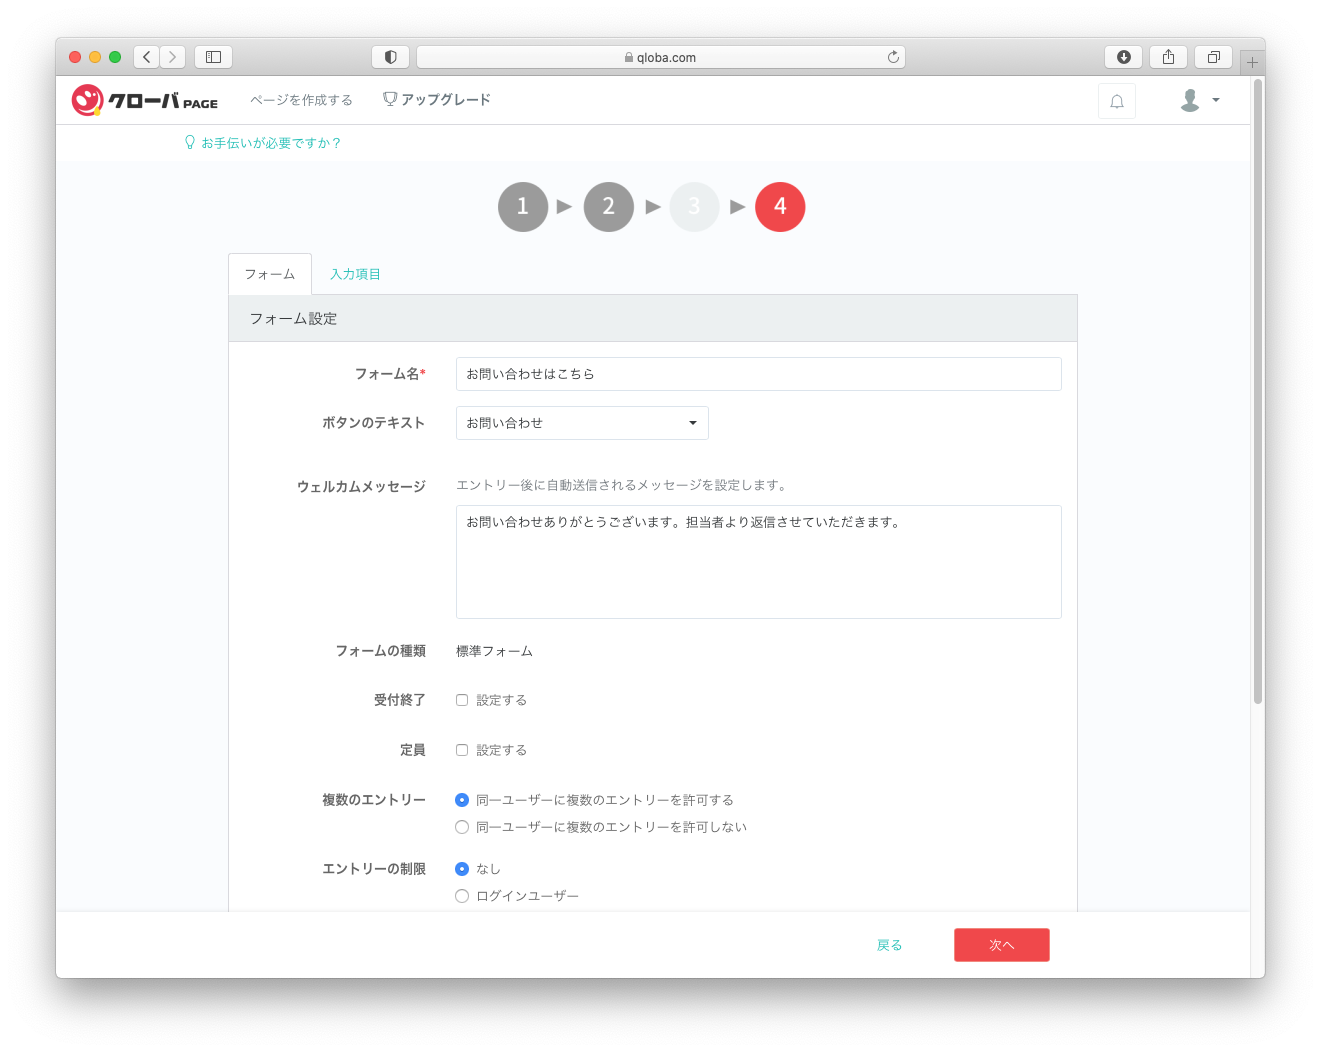 qloba.com
クローバ PAGE
ページを作成する
アップグレード
お手伝いが必要ですか？
1
2
3
4
フォーム
入力項目
フォーム設定
フォーム名*
お問い合わせはこちら
ボタンのテキスト
お問い合わせ
ウェルカムメッセージ
エントリー後に自動送信されるメッセージを設定します。
お問い合わせありがとうございます。担当者より返信させていただきます。
フォームの種類
標準フォーム
受付終了
設定する
定員
設定する
複数のエントリー
同一ユーザーに複数のエントリーを許可する
同一ユーザーに複数のエントリーを許可しない
エントリーの制限
なし
ログインユーザー
戻る
次へ